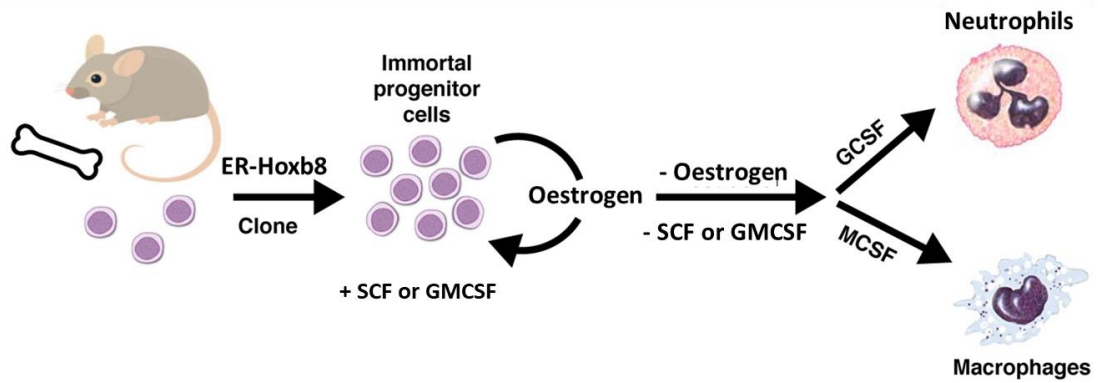 Neutrophils
Immortal
progenitor
cells
ER-Hoxb8
Clone
Oestrogen
- Oestrogen
- SCF or GMCSF
GCSF
MCSF
+ SCF or GMCSF
Macrophages